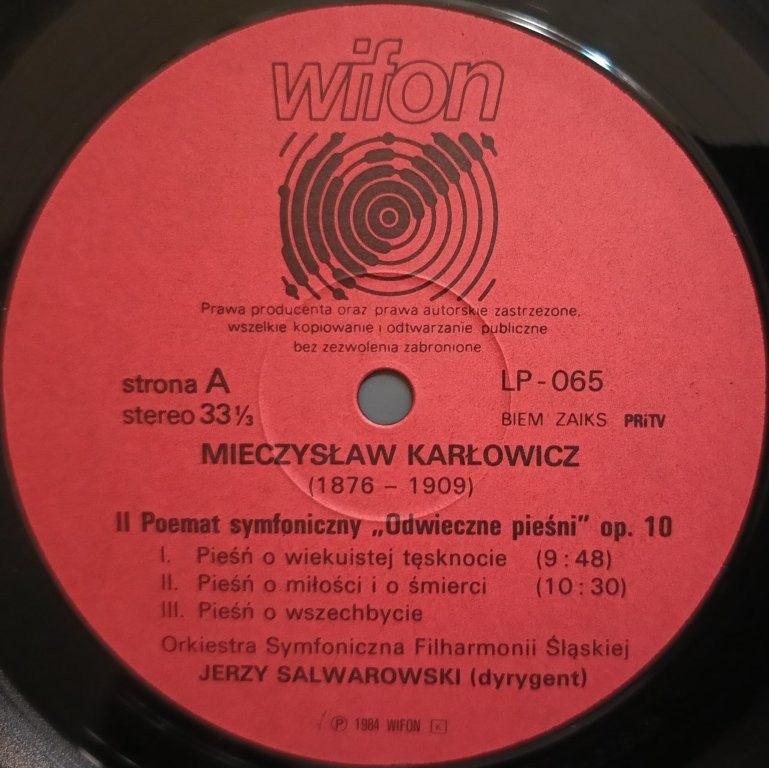 wifon
Prawa producenta oraz prawa autorskie zastrzeżone,
wszelkie kopiowanie i odtwarzanie publiczne
bez zezwolenia zabronione
strona A
LP-065
stereo 33 ⅓
BIEM ZAIKS PRiTV
MIECZYSŁAW KARŁOWICZ
(1876 – 1909)
II Poemat symfoniczny „Odwieczne pieśni” op. 10
I. Pieśń o wiekuistej tęsknocie (9 : 48)
II. Pieśń o miłości i o śmierci (10 : 30)
III. Pieśń o wszechbycie
Orkiestra Symfoniczna Filharmonii Śląskiej
JERZY SALWAROWSKI (dyrygent)
Ⓟ 1984 WIFON